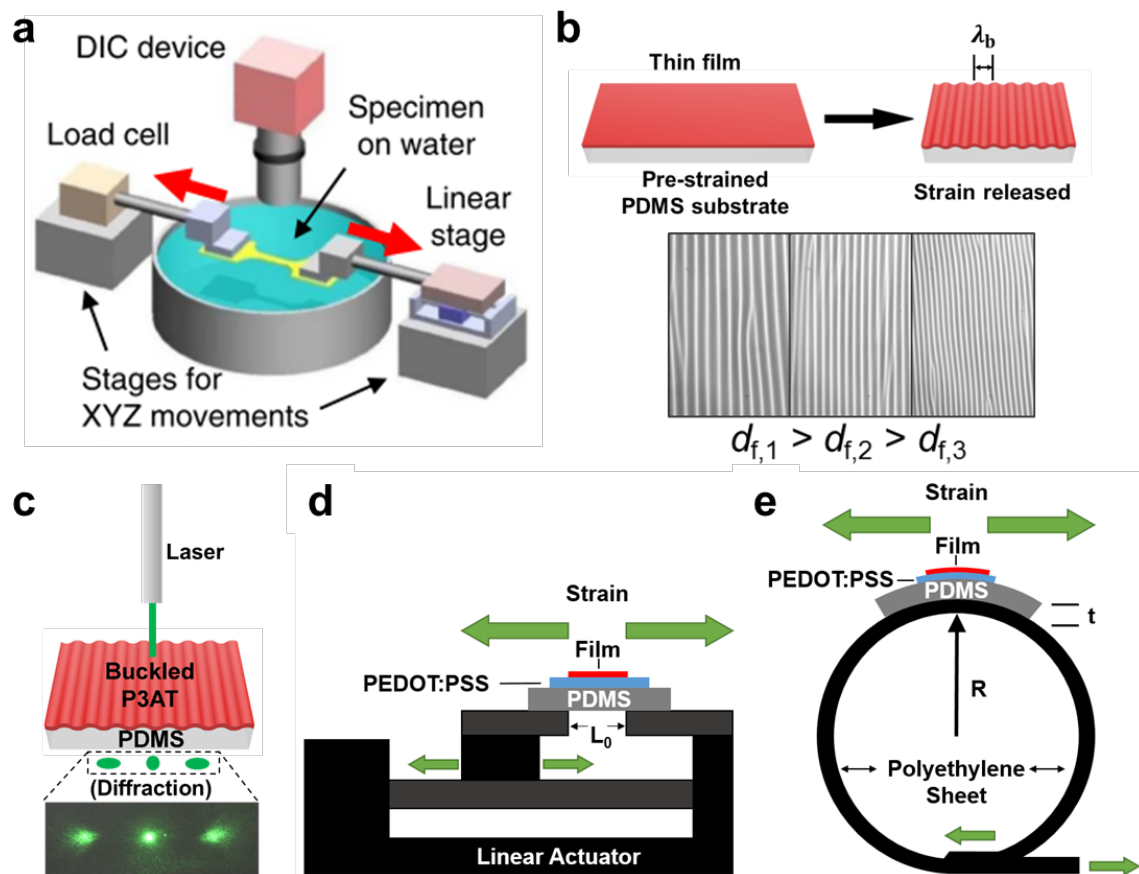 a
DIC device
Load cell
Specimen
on water
Linear
stage
Stages for
XYZ movements
b
λb
Thin film
Pre-strained
PDMS substrate
Strain released
df,1 > df,2 > df,3
c
Laser
Buckled
P3AT
PDMS
(Diffraction)
d
Strain
Film
PEDOT:PSS
PDMS
L0
Linear Actuator
e
Strain
Film
PEDOT:PSS
PDMS
t
R
Polyethylene
Sheet